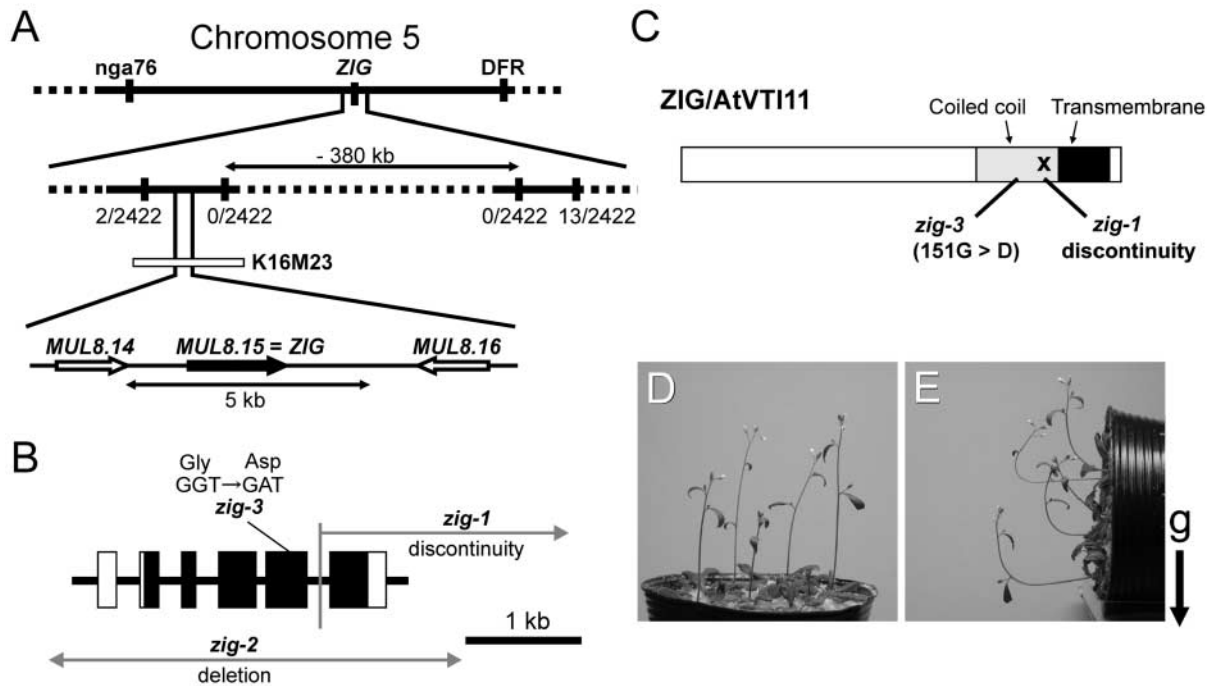 A
Chromosome 5
nga76
ZIG
DFR
- 380 kb
2/2422
0/2422
0/2422
13/2422
K16M23
MUL8.14
MUL8.15 = ZIG
MUL8.16
5 kb
B
Gly
Asp
GGT→GAT
zig-3
zig-1
discontinuity
zig-2
deletion
1 kb
C
ZIG/AtVTI11
Coiled coil
Transmembrane
x
zig-3
(151G > D)
zig-1
discontinuity
D
E
g